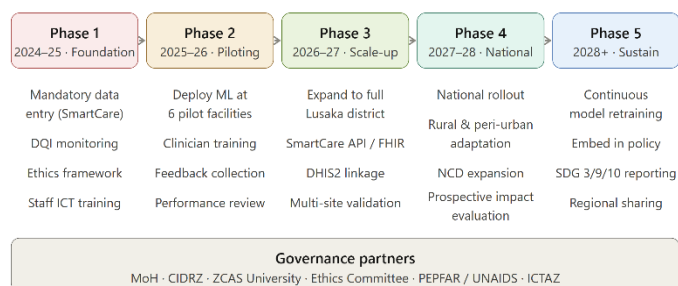 Phase 1
2024–25 · Foundation
Phase 2
2025–26 · Piloting
Phase 3
2026–27 · Scale-up
Phase 4
2027–28 · National
Phase 5
2028+ · Sustain
Mandatory data
entry (SmartCare)
DQI monitoring
Ethics framework
Staff ICT training
Deploy ML at
6 pilot facilities
Clinician training
Feedback collection
Performance review
Expand to full
Lusaka district
SmartCare API / FHIR
DHIS2 linkage
Multi-site validation
National rollout
Rural & peri-urban
adaptation
NCD expansion
Prospective impact
evaluation
Continuous
model retraining
Embed in policy
SDG 3/9/10 reporting
Regional sharing
Governance partners
MoH · CIDRZ · ZCAS University · Ethics Committee · PEPFAR / UNAIDS · ICTAZ